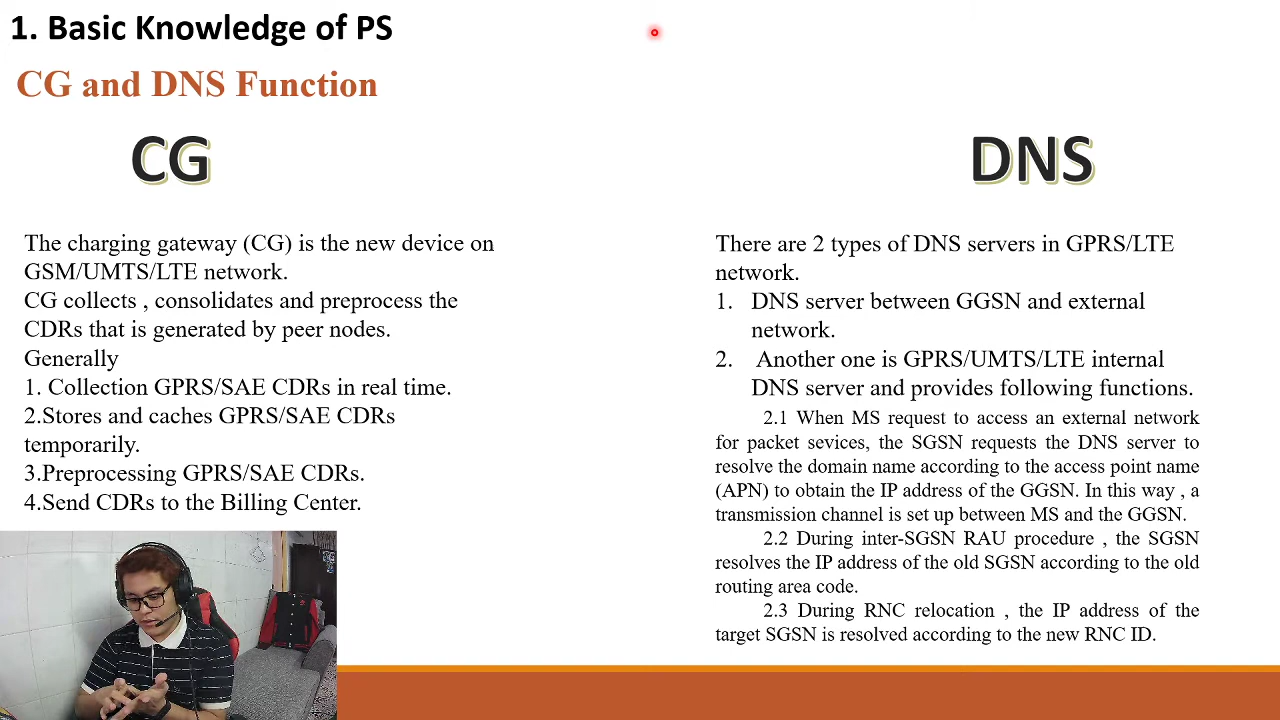 1. Basic Knowledge of PS
CG and DNS Function
CG
The charging gateway (CG) is the new device on
GSM/UMTS/LTE network.
CG collects , consolidates and preprocess the
CDRs that is generated by peer nodes.
Generally
1. Collection GPRS/SAE CDRs in real time.
2.Stores and caches GPRS/SAE CDRs
temporarily.
3.Preprocessing GPRS/SAE CDRs.
4.Send CDRs to the Billing Center.
DNS
There are 2 types of DNS servers in GPRS/LTE
network.
1. DNS server between GGSN and external
network.
2. Another one is GPRS/UMTS/LTE internal
DNS server and provides following functions.
2.1 When MS request to access an external network
for packet sevices, the SGSN requests the DNS server to
resolve the domain name according to the access point name
(APN) to obtain the IP address of the GGSN. In this way , a
transmission channel is set up between MS and the GGSN.
2.2 During inter-SGSN RAU procedure , the SGSN
resolves the IP address of the old SGSN according to the old
routing area code.
2.3 During RNC relocation , the IP address of the
target SGSN is resolved according to the new RNC ID.